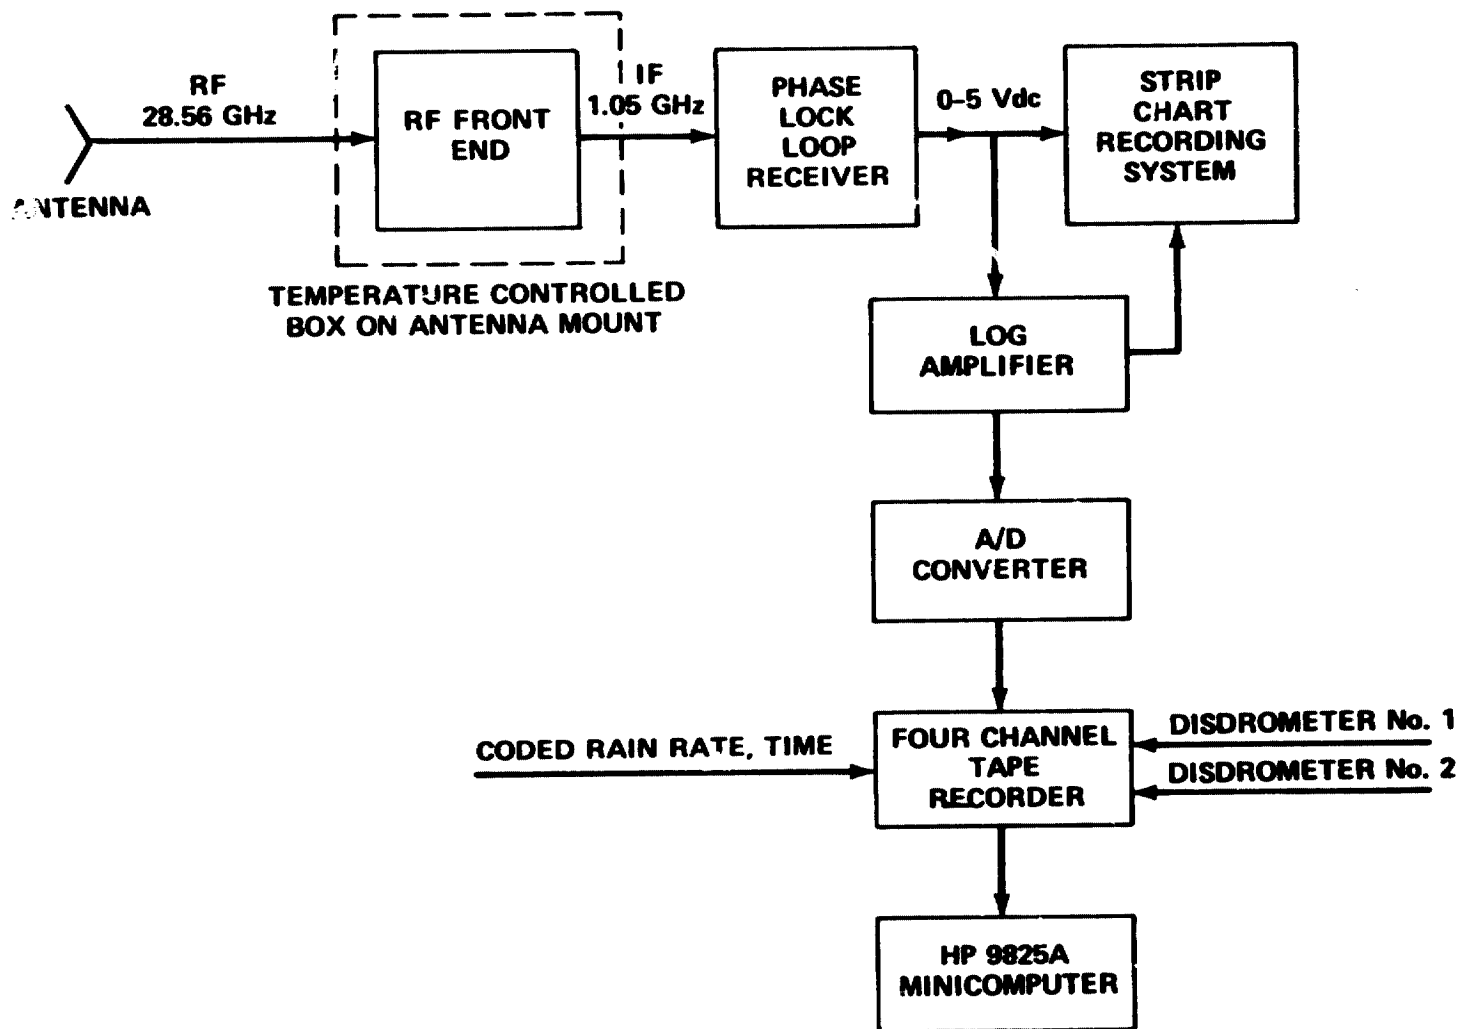 RF
28.56 GHz
ANTENNA
RF FRONT
END
TEMPERATURE CONTROLLED
BOX ON ANTENNA MOUNT
IF
1.05 GHz
PHASE
LOCK
LOOP
RECEIVER
0-5 Vdc
STRIP
CHART
RECORDING
SYSTEM
LOG
AMPLIFIER
A/D
CONVERTER
CODED RAIN RATE, TIME
FOUR CHANNEL
TAPE
RECORDER
DISDROMETER No. 1
DISDROMETER No. 2
HP 9825A
MINICOMPUTER